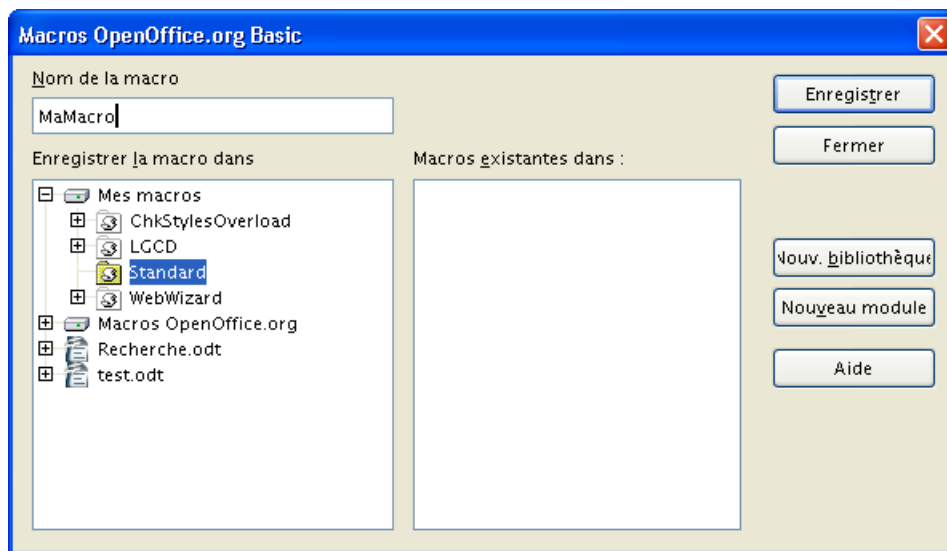 Macros OpenOffice.org Basic
Nom de la macro
MaMacro
Enregistrer la macro dans
Macros existantes dans :
Mes macros
ChkStylesOverload
LGCD
Standard
WebWizard
Macros OpenOffice.org
Recherche.odt
test.odt
Enregistrer
Fermer
Nouv. bibliothèque
Nouveau module
Aide